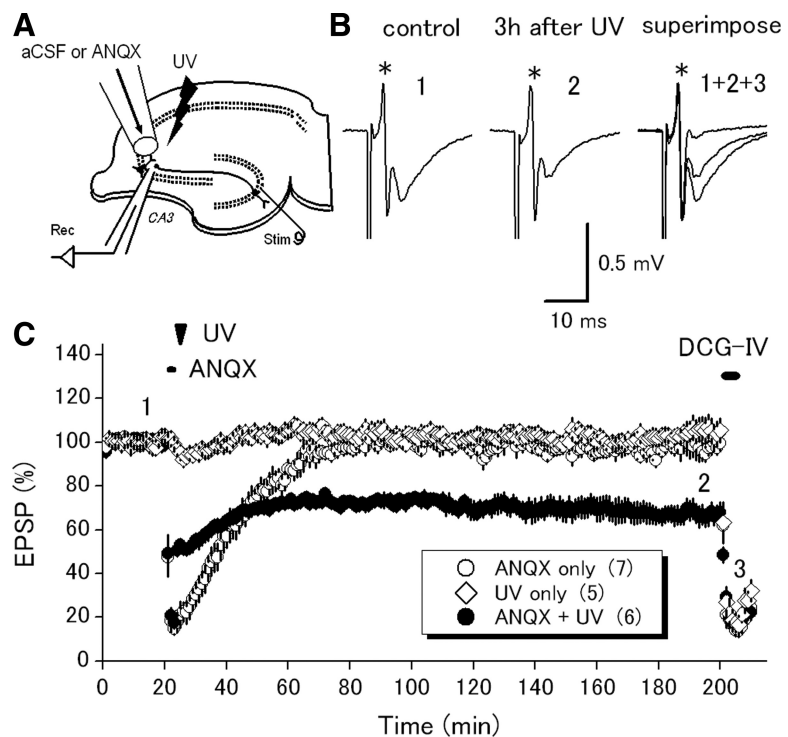 A
aCSF or ANQX
UV
CA3
Rec
Stim
B
control
3h after UV
superimpose
*
1
*
2
*
1+2+3
0.5 mV
10 ms
C
UV
ANQX
DCG-IV
1
2
3
EPSP (%)
140
120
100
80
60
40
20
0
ANQX only (7)
UV only (5)
ANQX + UV (6)
0 20 40 60 80 100 120 140 160 180 200
Time (min)